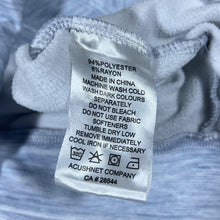 94%POLYESTER
6%RAYON
MADE IN CHINA
MACHINE WASH COLD
WASH DARK COLOURS
SEPARATELY
DO NOT BLEACH
DO NOT USE FABRIC
SOFTENERS
TUMBLE DRY LOW
REMOVE IMMEDIATELY
COOL IRON IF NECESSARY
ACUSHNET COMPANY
CA # 28044